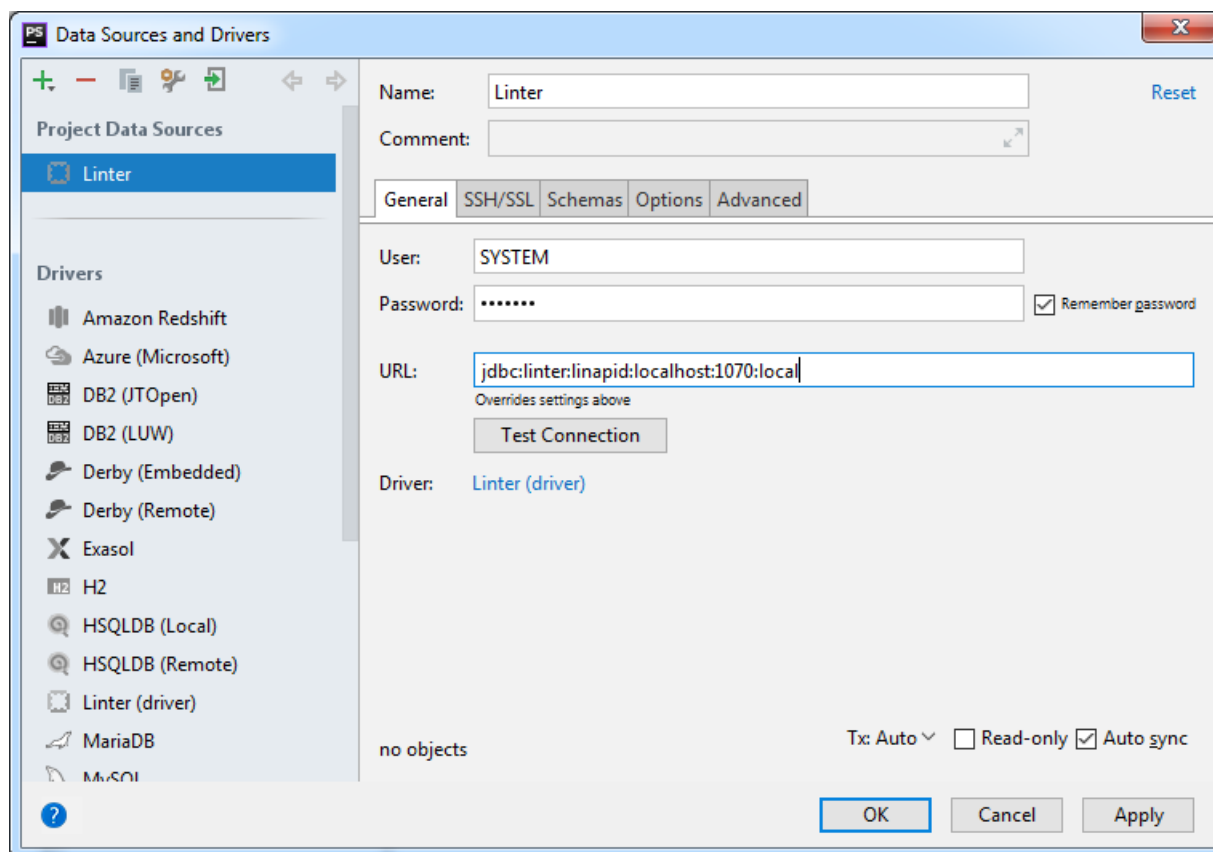 PS Data Sources and Drivers
Project Data Sources
Linter
Drivers
Amazon Redshift
Azure (Microsoft)
DB2 (JTOpen)
DB2 (LUW)
Derby (Embedded)
Derby (Remote)
Exasol
H2
HSQLDB (Local)
HSQLDB (Remote)
Linter (driver)
MariaDB
MySQL
Name: Linter Reset
Comment:
General SSH/SSL Schemas Options Advanced
User: SYSTEM
Password: ••••••• Remember password
URL: jdbc:linter:linapid:localhost:1070:local
Overrides settings above
Test Connection
Driver: Linter (driver)
no objects Tx: Auto Read-only Auto sync
? OK Cancel Apply